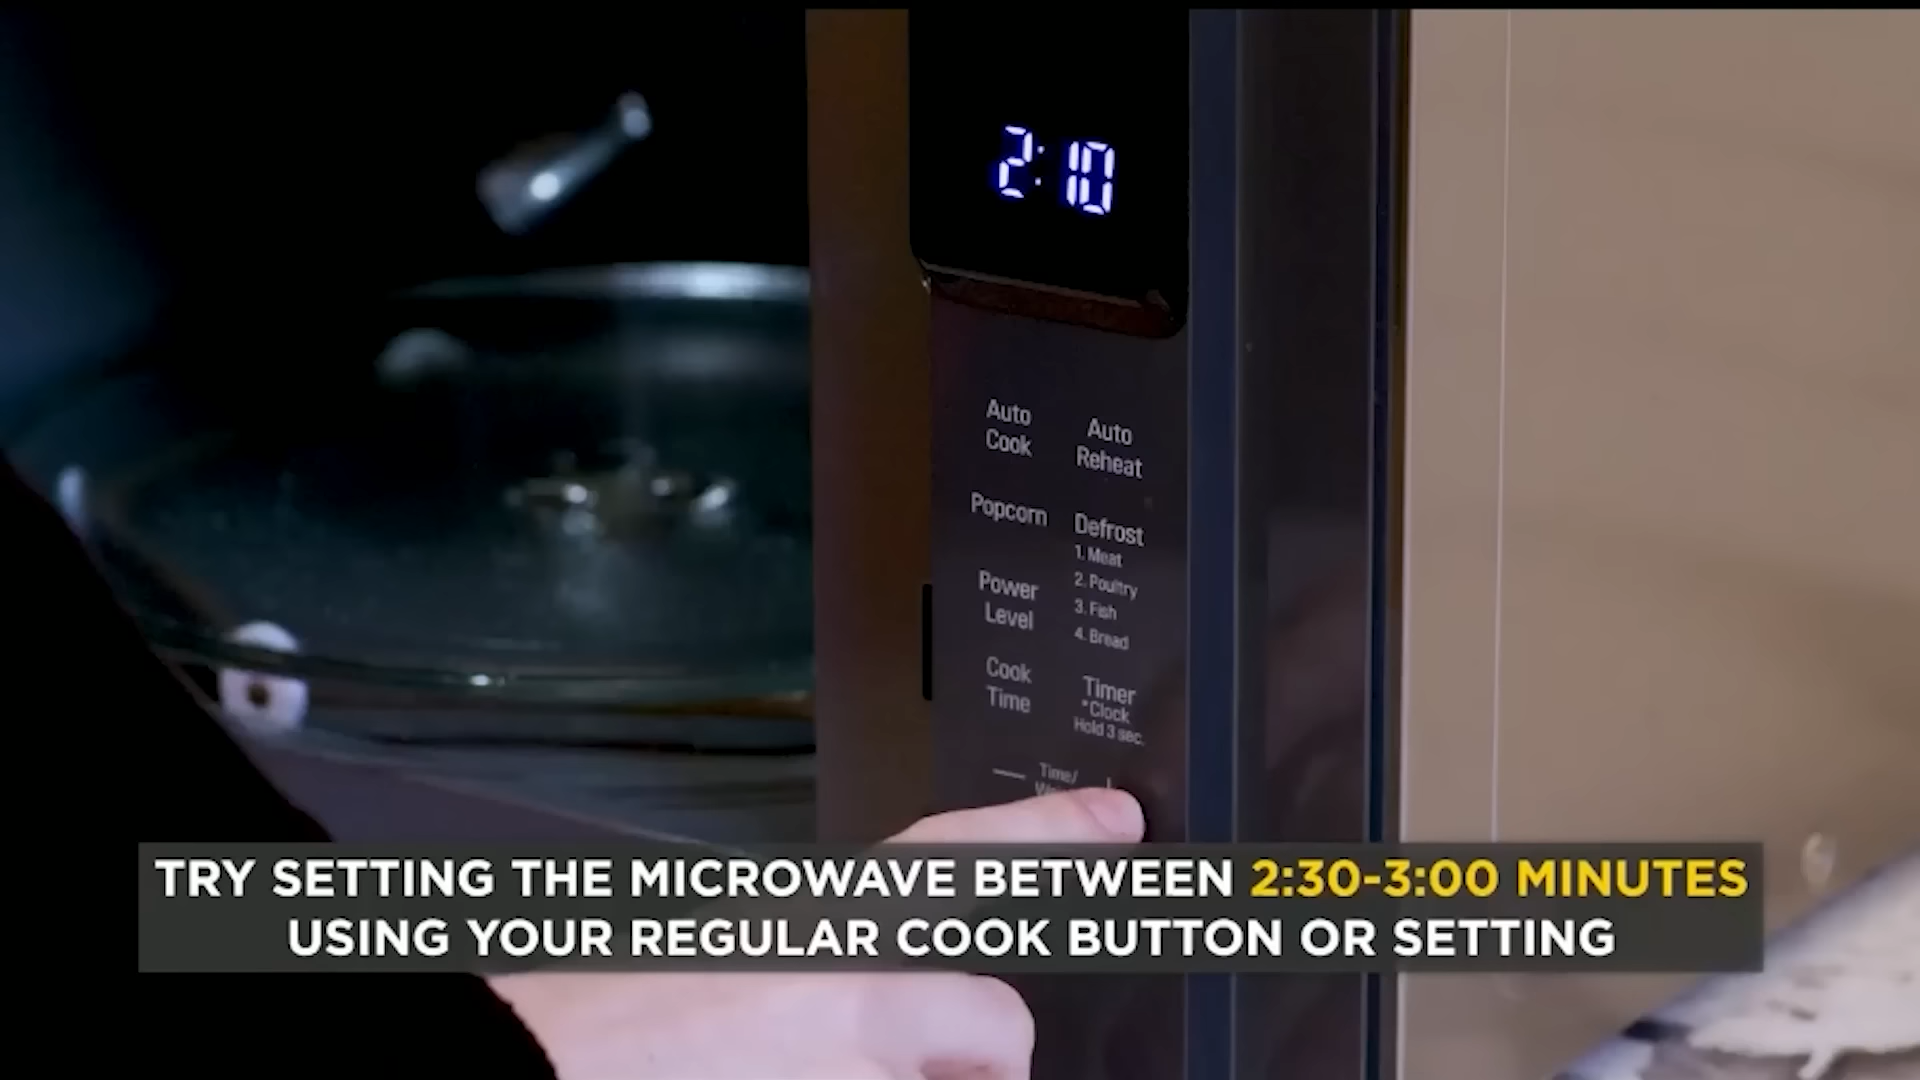 2:10
Auto
Cook
Auto
Reheat
Popcorn
Defrost
1. Meat
2. Poultry
3. Fish
4. Bread
Power
Level
Cook
Time
Timer
*Clock
Hold 3 sec.
Time/
TRY SETTING THE MICROWAVE BETWEEN 2:30-3:00 MINUTES
USING YOUR REGULAR COOK BUTTON OR SETTING